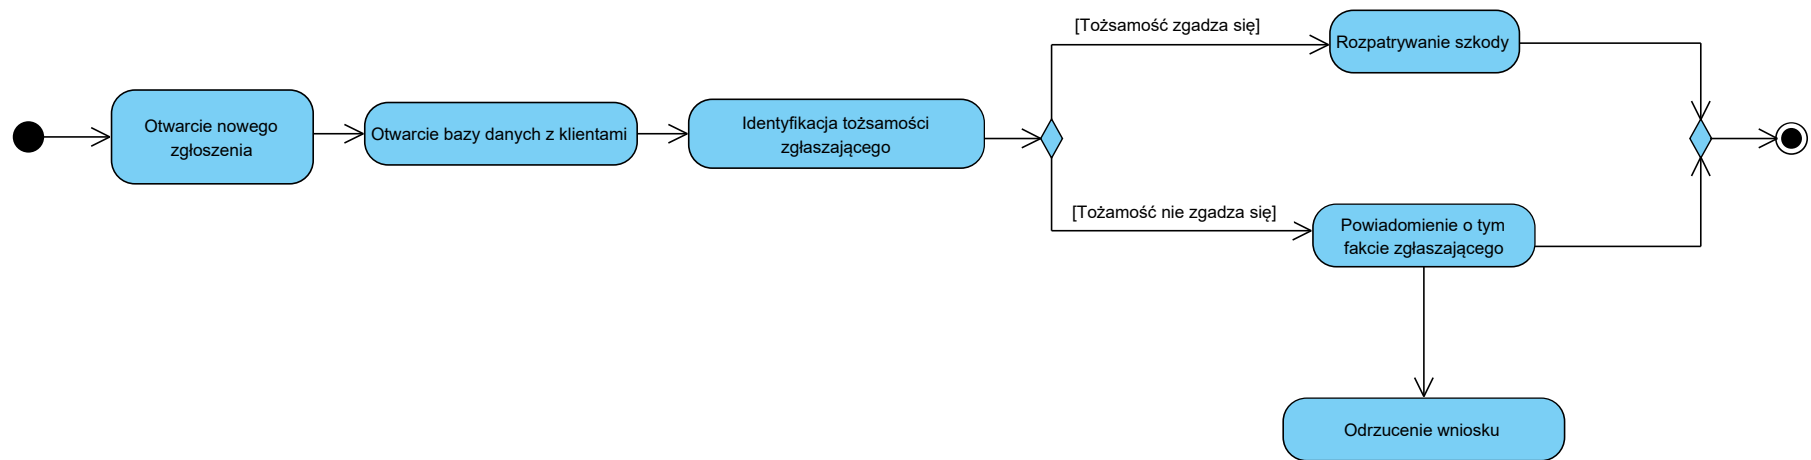 [Tożsamość zgadza się]
Rozpatrywanie szkody
Otwarcie nowego
zgłoszenia
Otwarcie bazy danych z klientami
Identyfikacja tożsamości
zgłaszającego
[Tożamość nie zgadza się]
Powiadomienie o tym
fakcie zgłaszającego
Odrzucenie wniosku